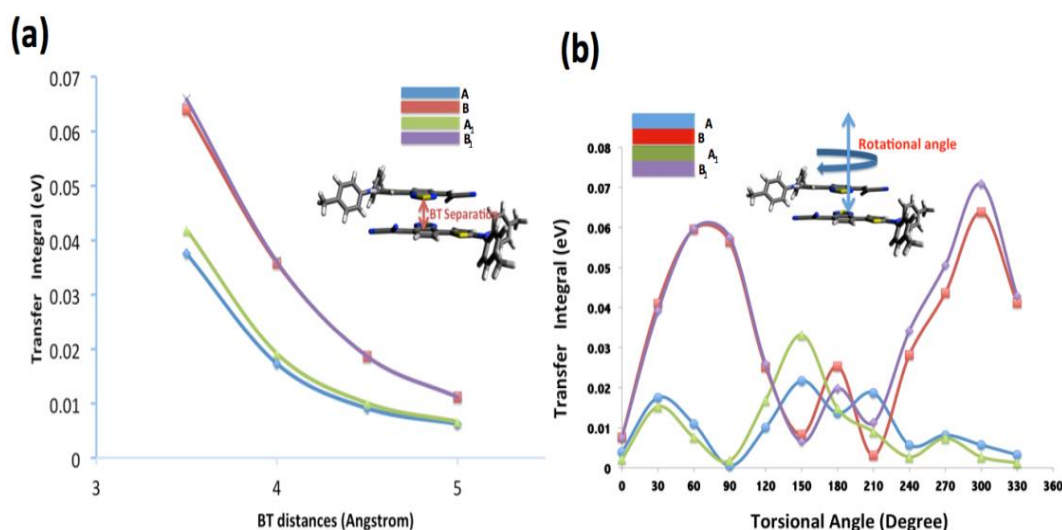 (a)
0.07
0.06
0.05
0.04
0.03
0.02
0.01
0
Transfer Integral (eV)
3
4
5
BT distances (Angstrom)
A
B
A1
B1
BT Separation
(b)
0.08
0.07
0.06
0.05
0.04
0.03
0.02
0.01
0.00
Transfer Integral (eV)
0 30 60 90 120 150 180 210 240 270 300 330 360
Torsional Angle (Degree)
A
B
A1
B1
Rotational angle